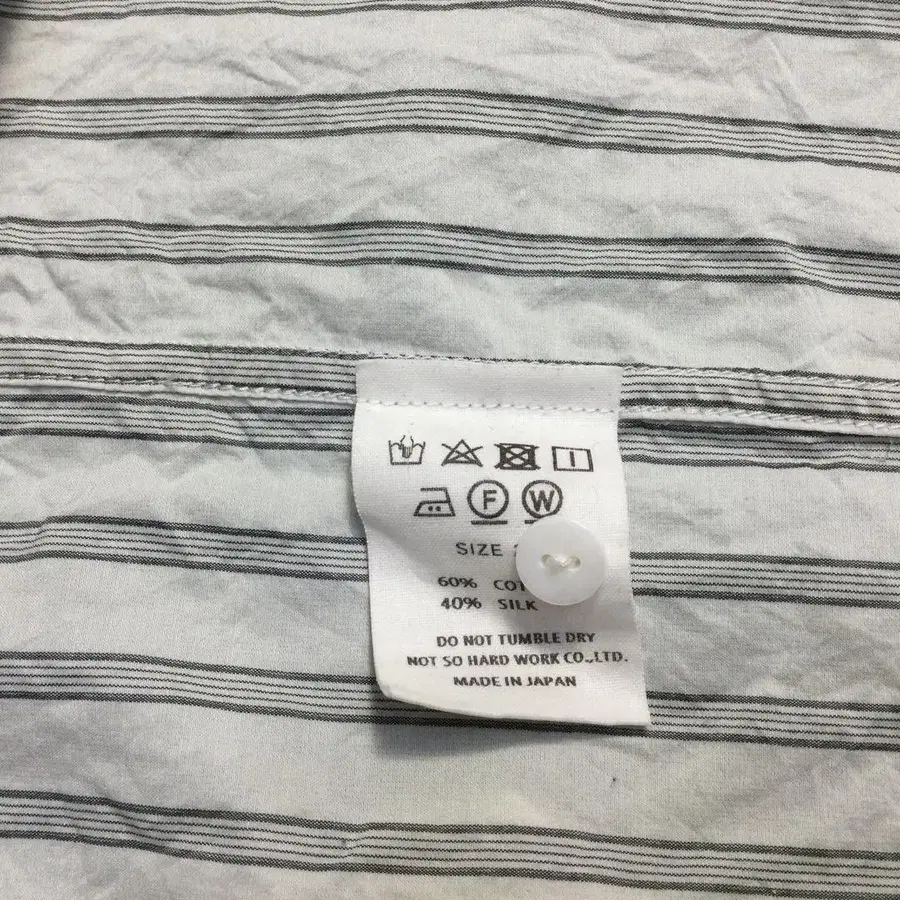 F W
SIZE
60%
40% SILK
DO NOT TUMBLE DRY
NOT SO HARD WORK CO.,LTD.
MADE IN JAPAN